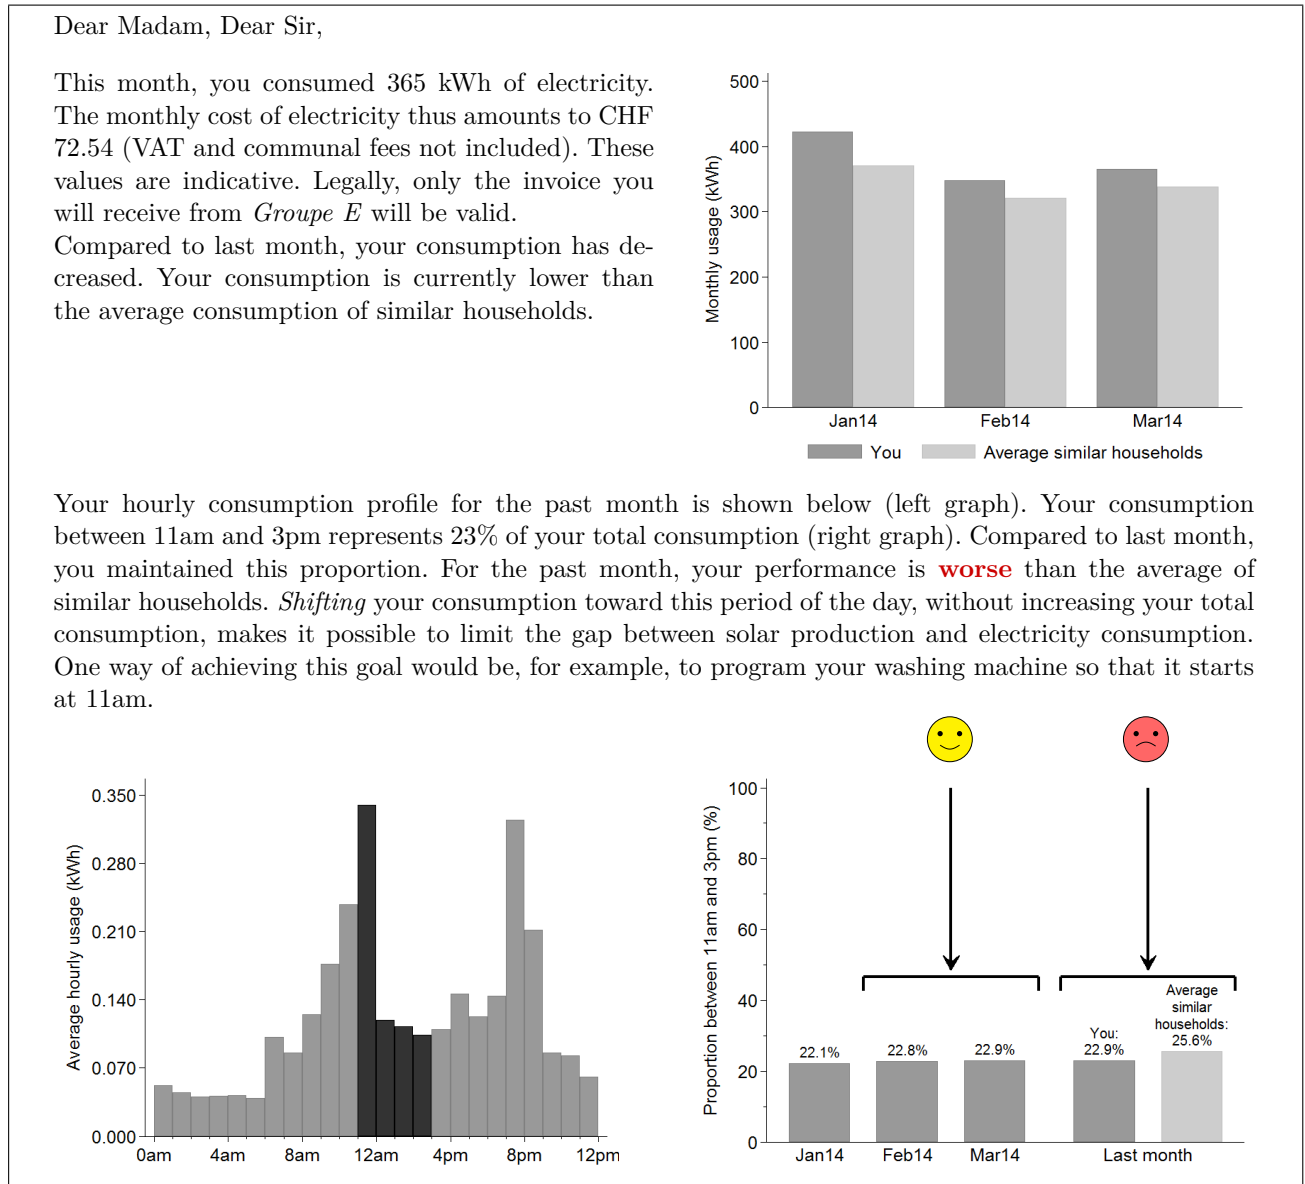 Dear Madam, Dear Sir,
This month, you consumed 365 kWh of electricity.
The monthly cost of electricity thus amounts to CHF
72.54 (VAT and communal fees not included). These
values are indicative. Legally, only the invoice you
will receive from Groupe E will be valid.
Compared to last month, your consumption has de-
creased. Your consumption is currently lower than
the average consumption of similar households.
Monthly usage (kWh)
500
400
300
200
100
0
Jan14 Feb14 Mar14
You Average similar households
Your hourly consumption profile for the past month is shown below (left graph). Your consumption
between 11am and 3pm represents 23% of your total consumption (right graph). Compared to last month,
you maintained this proportion. For the past month, your performance is worse than the average of
similar households. Shifting your consumption toward this period of the day, without increasing your total
consumption, makes it possible to limit the gap between solar production and electricity consumption.
One way of achieving this goal would be, for example, to program your washing machine so that it starts
at 11am.
Average hourly usage (kWh)
0.350
0.280
0.210
0.140
0.070
0.000
0am 4am 8am 12am 4pm 8pm 12pm
Proportion between 11am and 3pm (%)
100
80
60
40
20
0
22.1% 22.8% 22.9%
You:
22.9%
Average
similar
households:
25.6%
Jan14 Feb14 Mar14 Last month